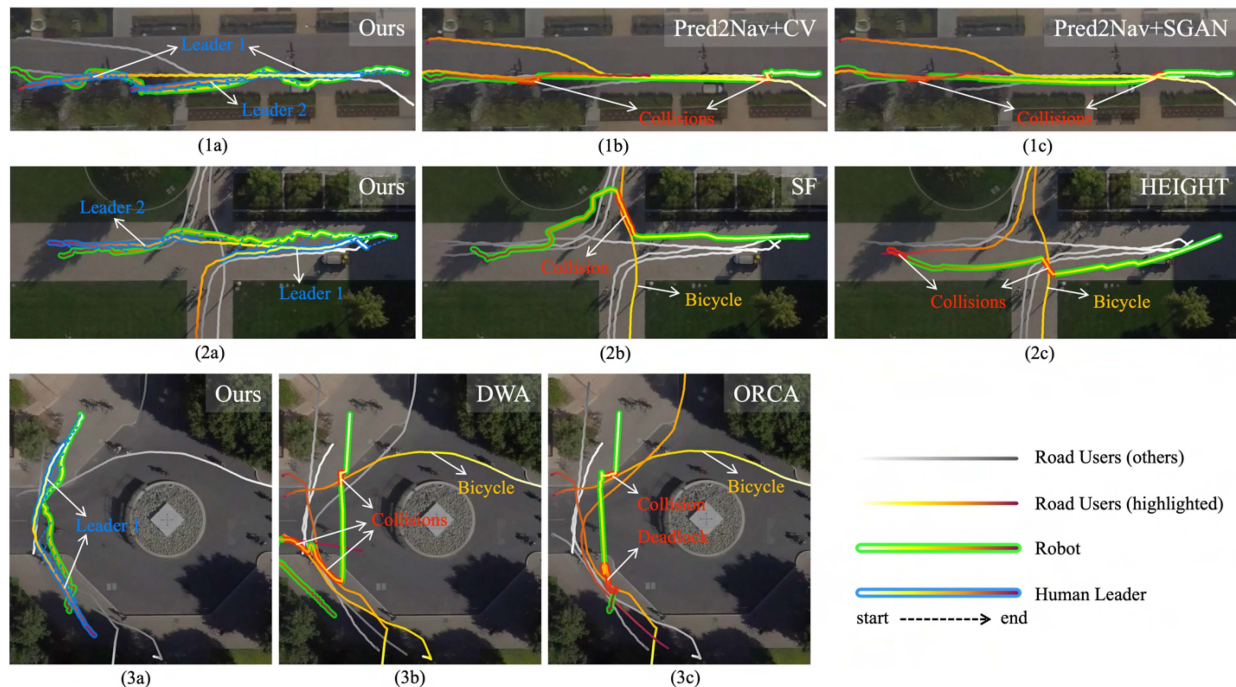 Ours
Leader 1
Leader 2
(1a)
Pred2Nav+CV
Collisions
(1b)
Pred2Nav+SGAN
Collisions
(1c)
Ours
Leader 2
Leader 1
(2a)
SF
Collision
Bicycle
(2b)
HEIGHT
Collisions
Bicycle
(2c)
Ours
Leader 1
(3a)
DWA
Bicycle
Collisions
(3b)
ORCA
Bicycle
Collision
Deadlock
(3c)
Road Users (others)
Road Users (highlighted)
Robot
Human Leader
start end